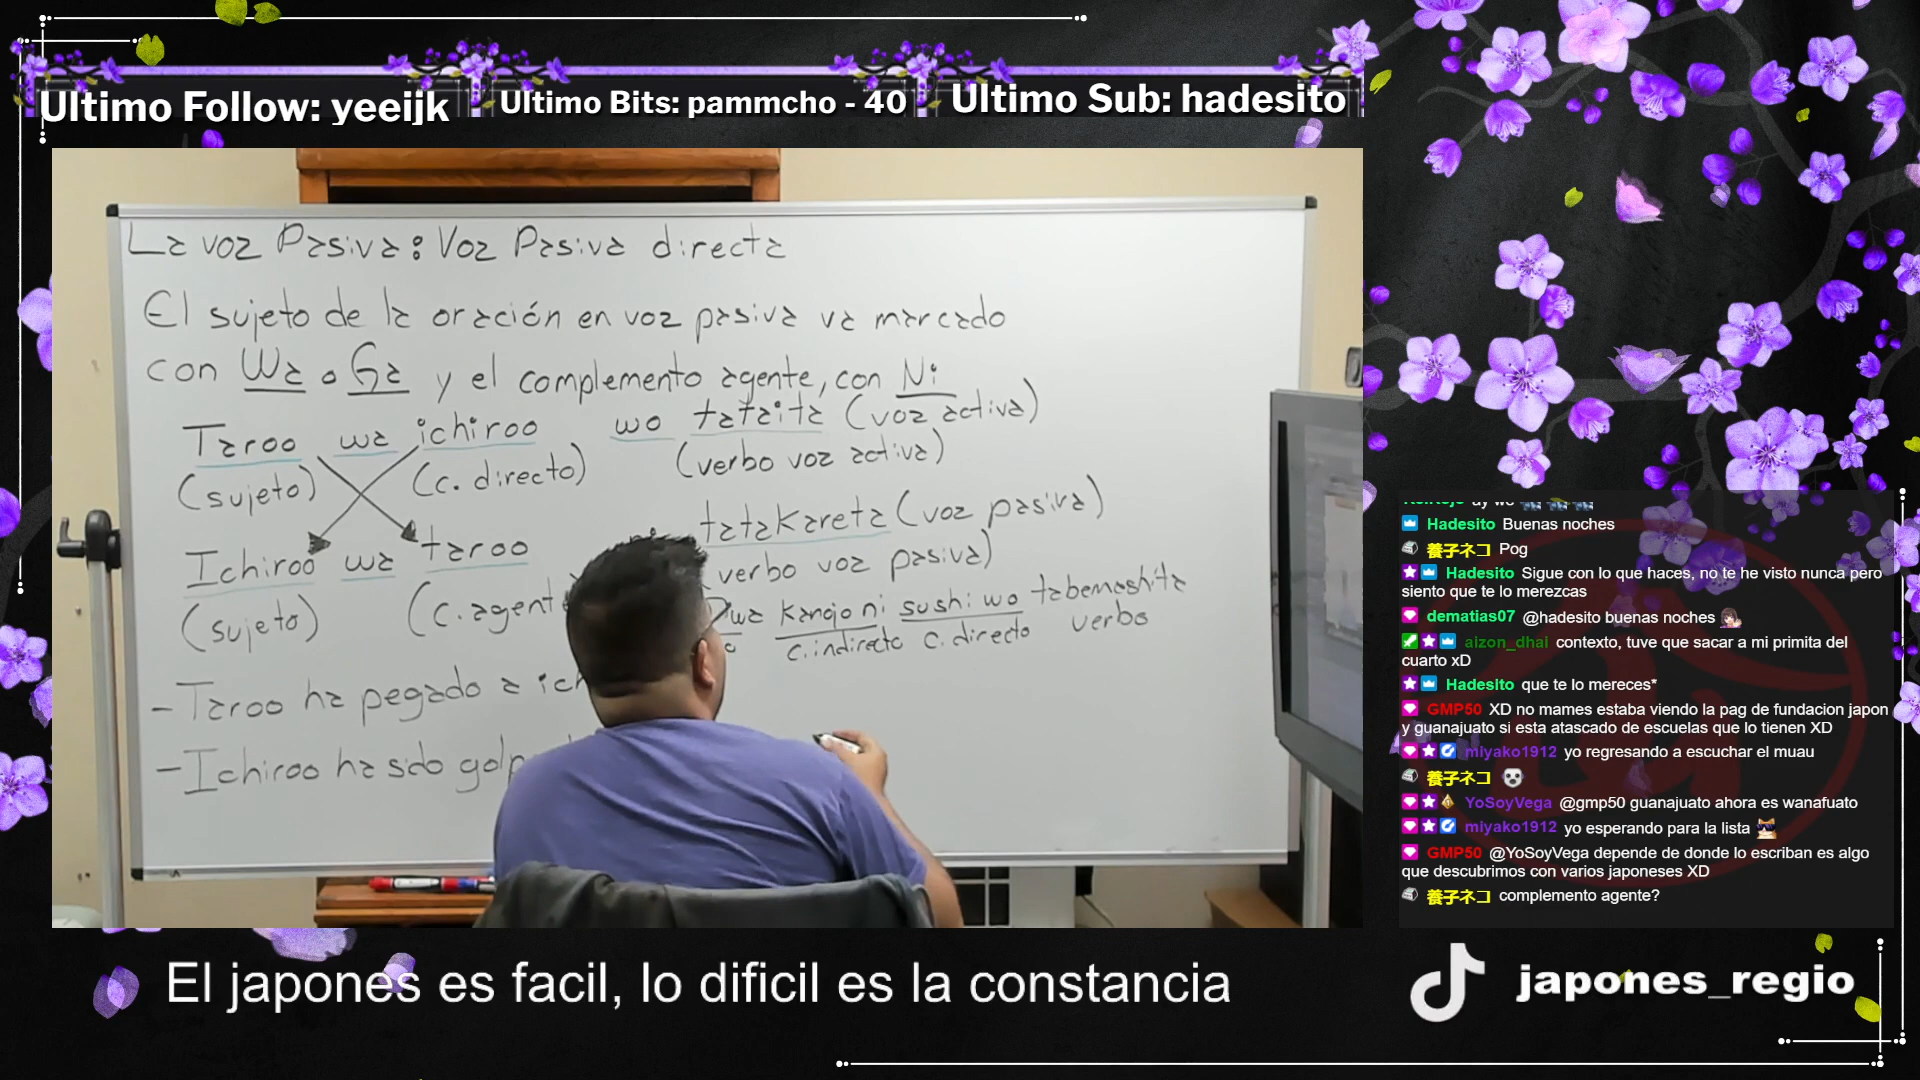 Ultimo Follow: yeeijk
Ultimo Bits: pammcho - 40
Ultimo Sub: hadesito
La voz Pasiva: Voz Pasiva directa
El sujeto de la oración en voz pasiva va marcado
con Wa o Ga y el complemento agente, con Ni
Taroo wa ichiroo wo tataita (voz activa)
(sujeto) (c. directo) (verbo voz activa)
Ichiroo wa taroo tatakareta (voz pasiva)
(sujeto) (c. agent verbo voz pasiva)
wa kanojo ni sushi wo tabemashita
c. indirecto c. directo verbo
- Taroo ha pegado a ich
- Ichiroo ha sido golp
Hadesito Buenas noches
養子ネコ Pog
Hadesito Sigue con lo que haces, no te he visto nunca pero
siento que te lo merezcas
dematias07 @hadesito buenas noches
aizon_dhai contexto, tuve que sacar a mi primita del
cuarto xD
Hadesito que te lo mereces*
GMP50 XD no mames estaba viendo la pag de fundacion japon
y guanajuato si esta atascado de escuelas que lo tienen XD
miyako1912 yo regresando a escuchar el muau
養子ネコ
YoSoyVega @gmp50 guanajuato ahora es wanafuato
miyako1912 yo esperando para la lista
GMP50 @YoSoyVega depende de donde lo escriban es algo
que descubrimos con varios japoneses XD
養子ネコ complemento agente?
El japones es facil, lo dificil es la constancia
japones_regio